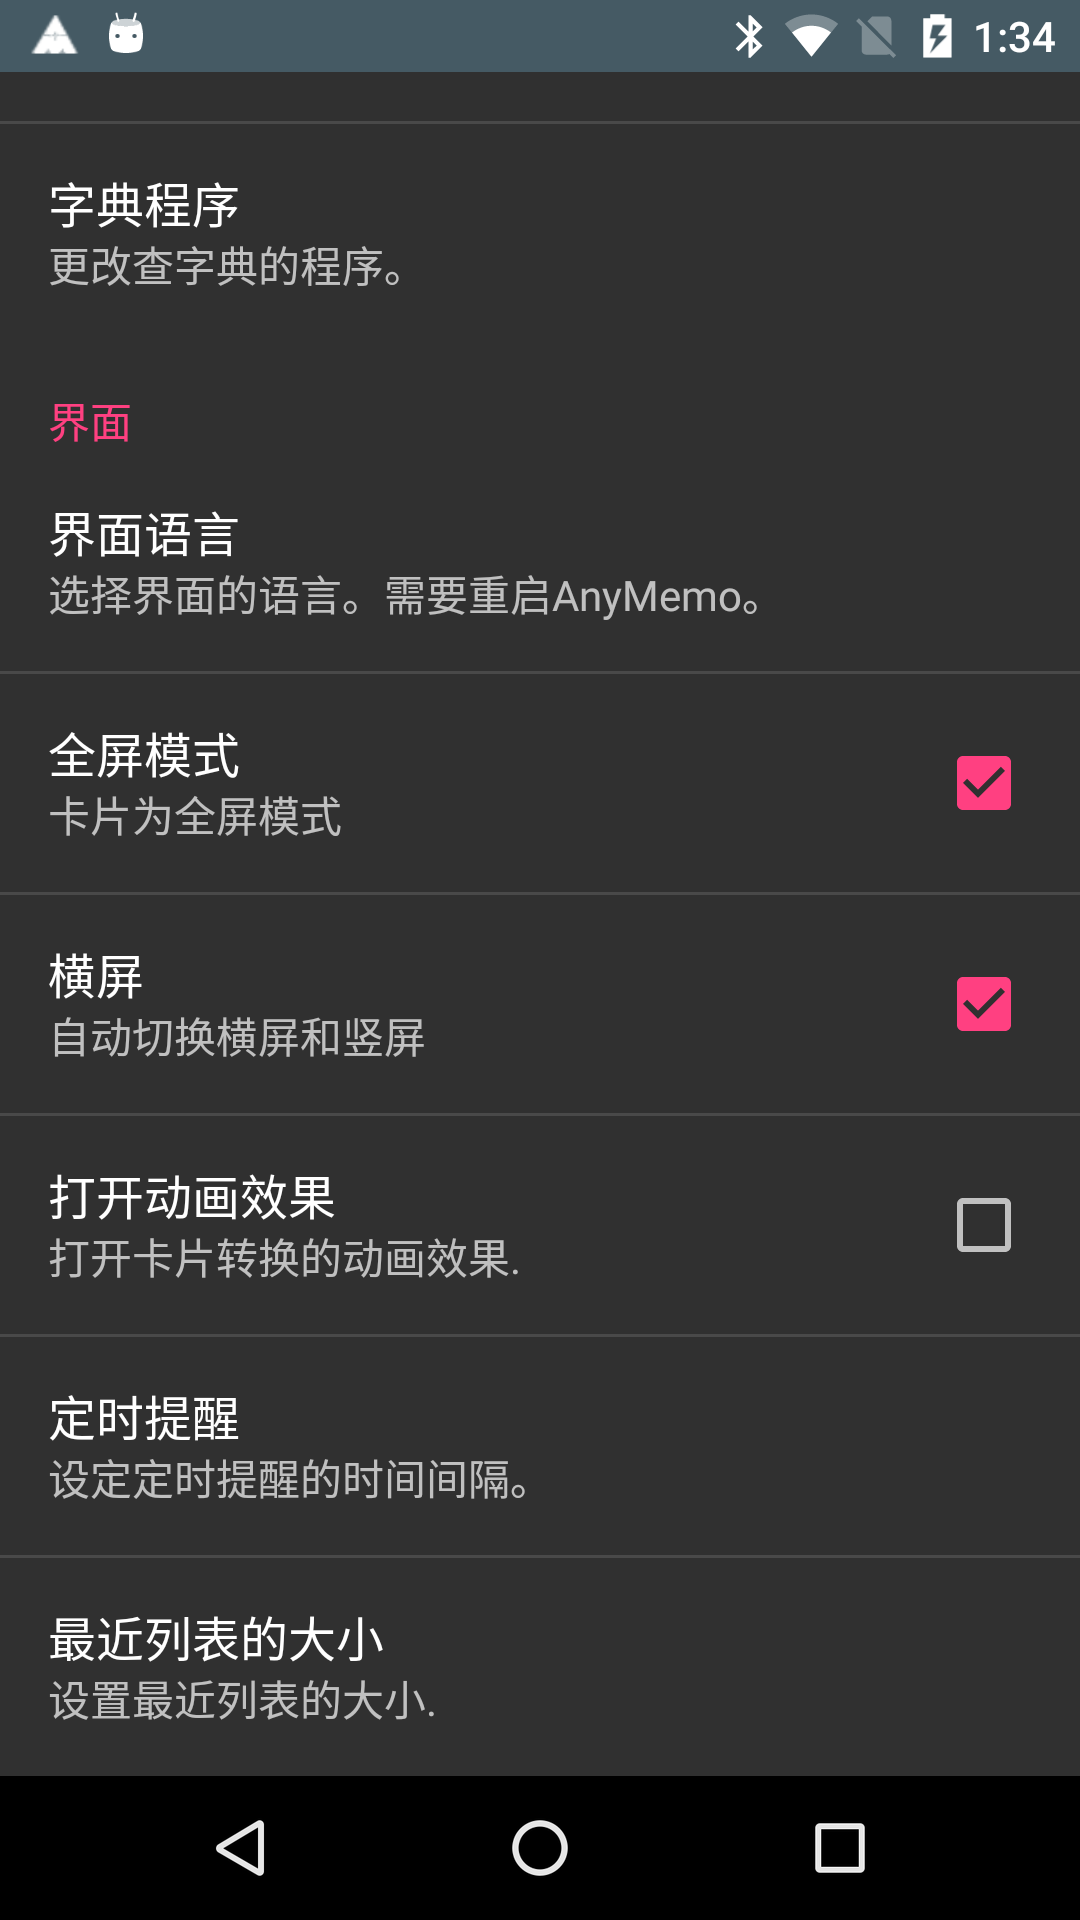 1:34
字典程序
更改查字典的程序。
界面
界面语言
选择界面的语言。需要重启AnyMemo。
全屏模式
卡片为全屏模式
横屏
自动切换横屏和竖屏
打开动画效果
打开卡片转换的动画效果.
定时提醒
设定定时提醒的时间间隔。
最近列表的大小
设置最近列表的大小.